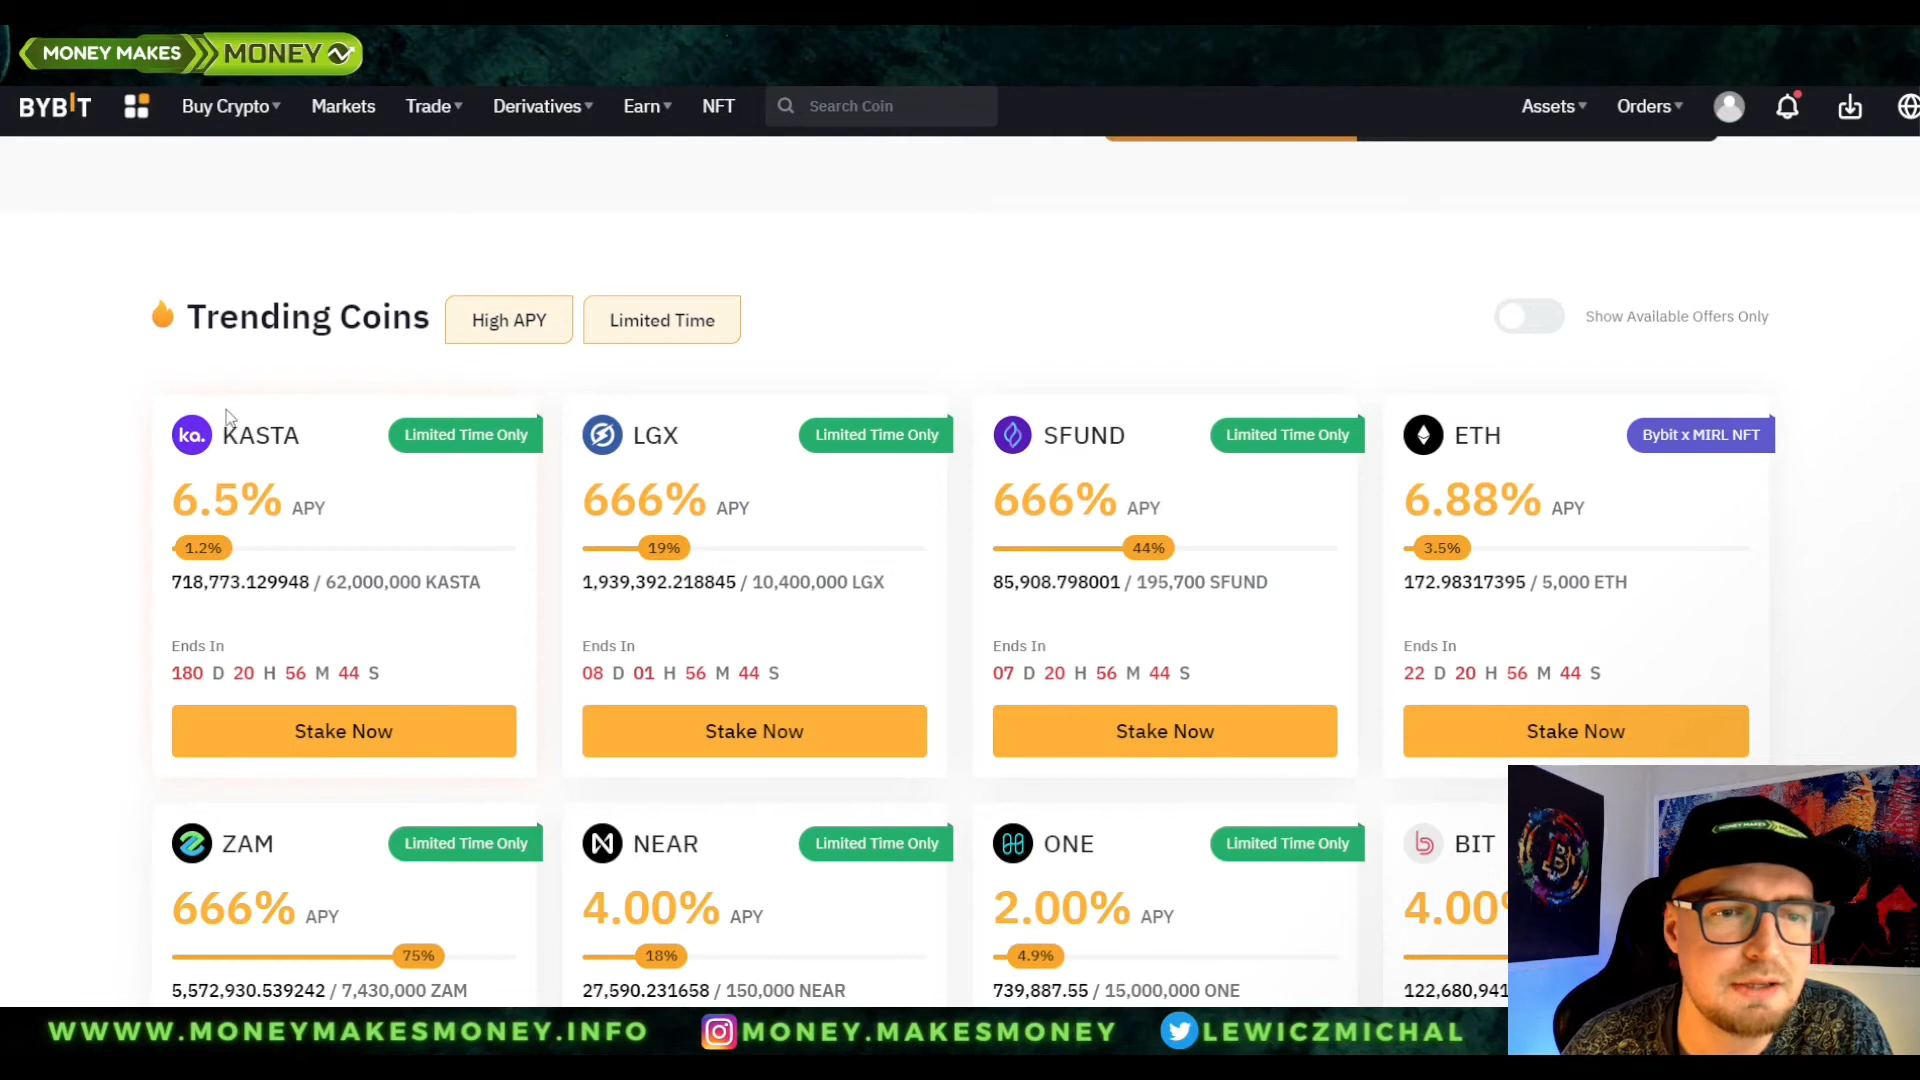 MONEY MAKES MONEY
BYBIT Buy Crypto Markets Trade Derivatives Earn NFT Search Coin Assets Orders
Trending Coins High APY Limited Time Show Available Offers Only
ka. KASTA Limited Time Only LGX Limited Time Only SFUND Limited Time Only ETH Bybit x MIRL NFT
6.5% APY 666% APY 666% APY 6.88% APY
1.2% 19% 44% 3.5%
718,773.129948 / 62,000,000 KASTA 1,939,392.218845 / 10,400,000 LGX 85,908.798001 / 195,700 SFUND 172.98317395 / 5,000 ETH
Ends In Ends In Ends In Ends In
180 D 20 H 56 M 44 S 08 D 01 H 56 M 44 S 07 D 20 H 56 M 44 S 22 D 20 H 56 M 44 S
Stake Now Stake Now Stake Now Stake Now
ZAM Limited Time Only NEAR Limited Time Only ONE Limited Time Only BIT
666% APY 4.00% APY 2.00% APY 4.00%
75% 18% 4.9%
5,572,930.539242 / 7,430,000 ZAM 27,590.231658 / 150,000 NEAR 739,887.55 / 15,000,000 ONE 122,680,941
WWWW.MONEYMAKESMONEY.INFO MONEY.MAKESMONEY LEWICZMICHAL